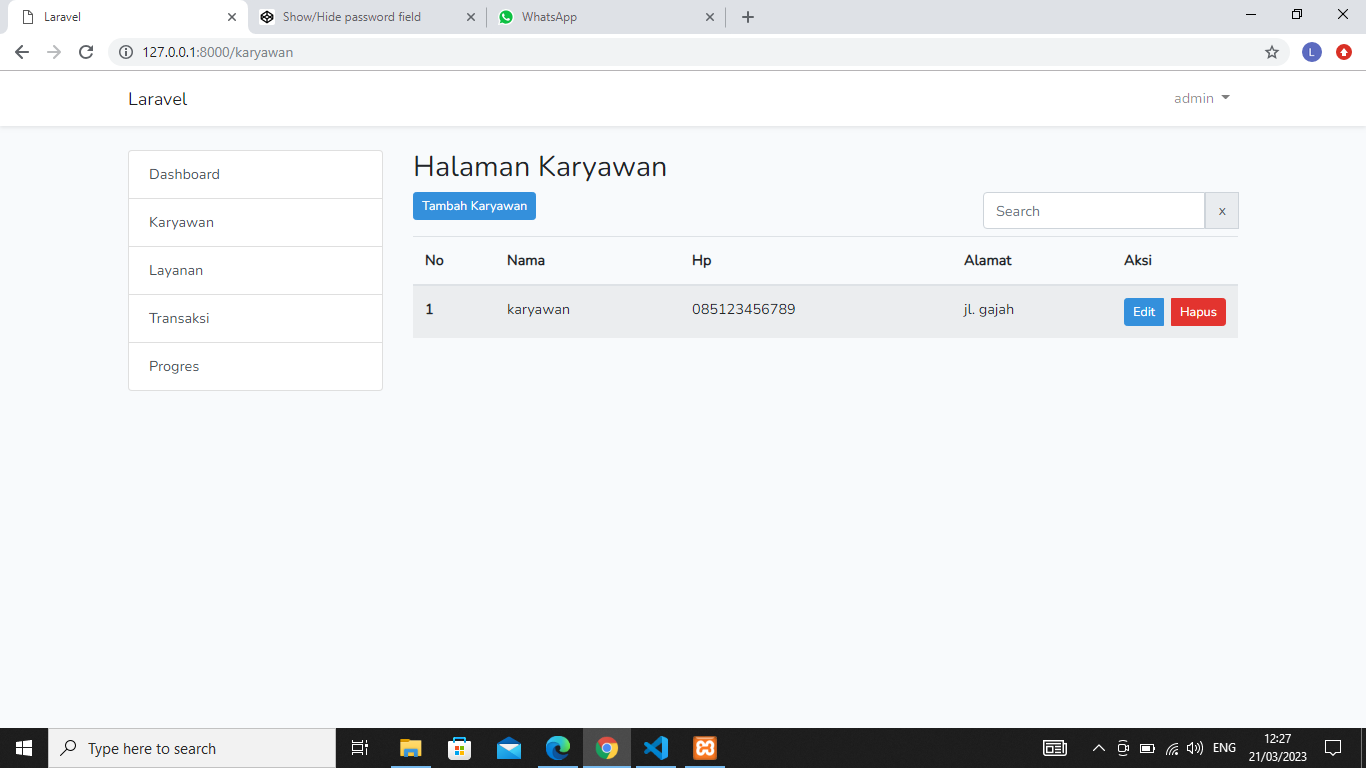 Laravel
Show/Hide password field
WhatsApp
127.0.0.1:8000/karyawan
L
Laravel
admin
Dashboard
Karyawan
Layanan
Transaksi
Progres
Halaman Karyawan
Tambah Karyawan
Search
x
No Nama Hp Alamat Aksi
1 karyawan 085123456789 jl. gajah Edit Hapus
Type here to search
ENG
12:27
21/03/2023